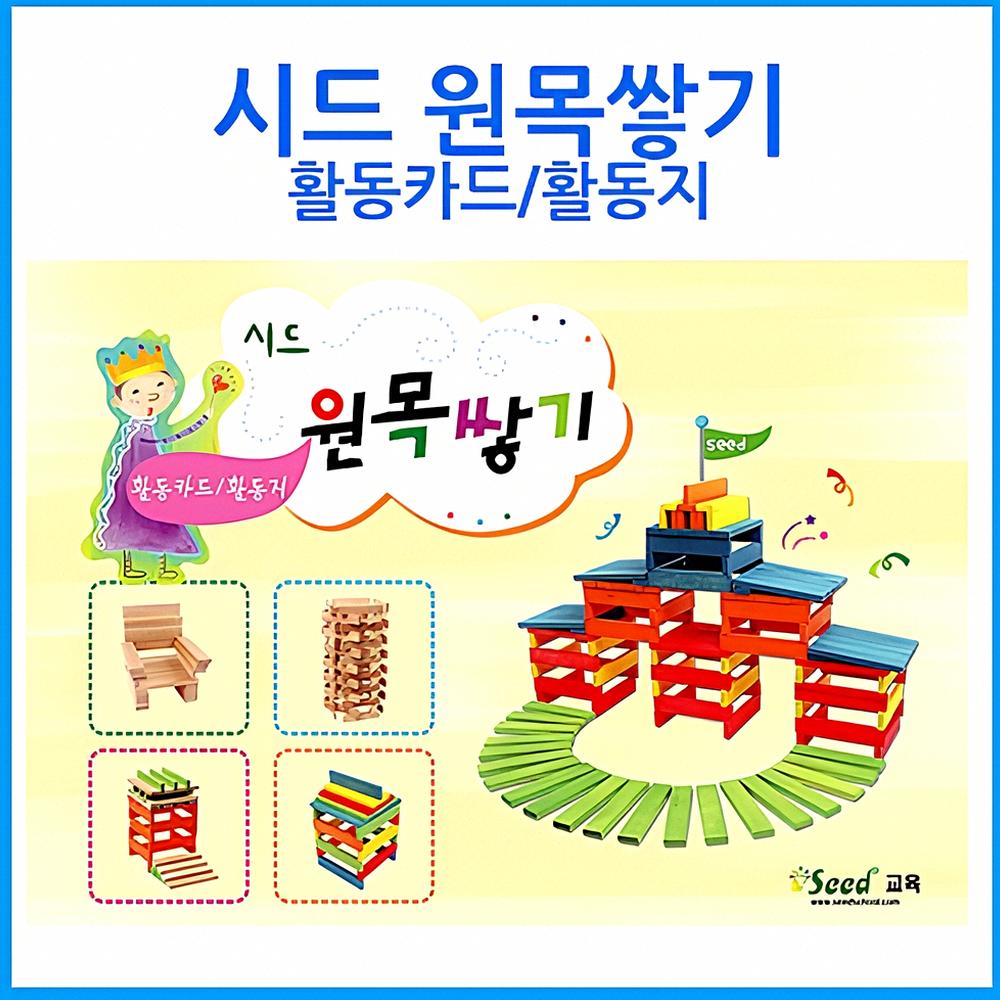 시드 원목쌓기
활동카드/활동지
시드
원목쌓기
활동카드/활동지
seed
Seed 교육